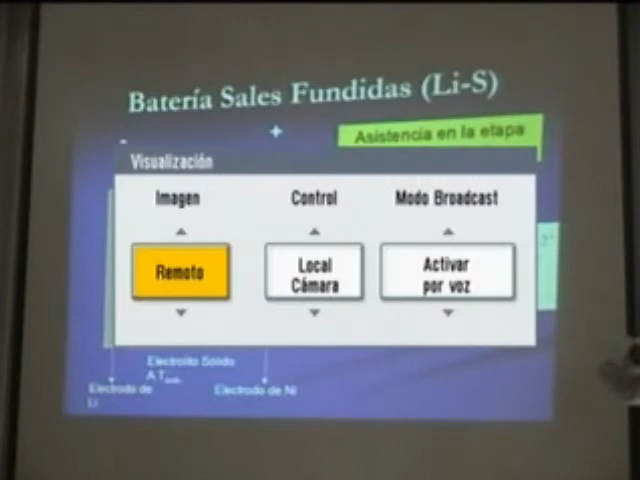 Batería Sales Fundidas (Li-S)
- +
Asistencia en la etapa
Visualización
Imagen Control Modo Broadcast
Remoto
Local
Cámara
Activar
por voz
Electrolito Solido
A T
Electrodo de
Li
Electrodo de Ni